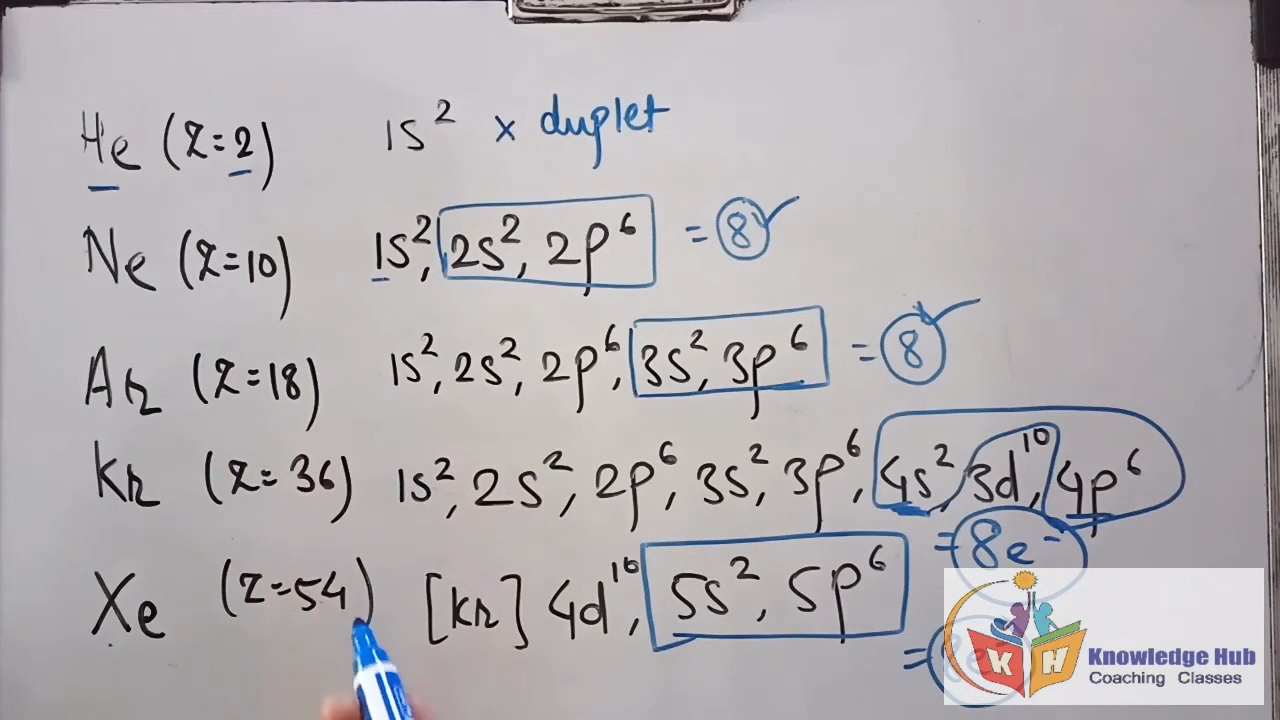 He (Z=2) 1s² × duplet
Ne (Z=10) 1s², 2s², 2p⁶ = 8 ✓
Ar (Z=18) 1s², 2s², 2p⁶, 3s², 3p⁶ = 8 ✓
Kr (Z=36) 1s², 2s², 2p⁶, 3s², 3p⁶, 4s², 3d¹⁰, 4p⁶
= 8e⁻
Xe (Z=54) [Kr] 4d¹⁰, 5s², 5p⁶
= 8e
KH
Knowledge Hub
Coaching Classes